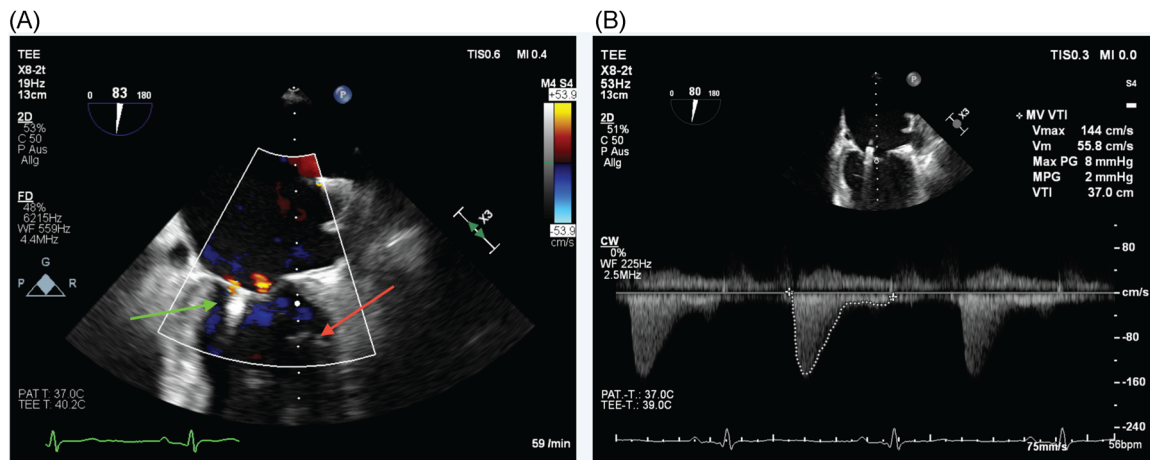 (A)
TEE
X8-2t
19Hz
13cm
2D
53%
C 50
P Aus
Allg
FD
48%
6215Hz
WF 559Hz
4.4MHz
G
P R
0 83 180
P
TIS0.6 MI 0.4
M4 S4
+53.9
-53.9
cm/s
X3
PAT T: 37.0C
TEE T: 40.2C
59 /min
(B)
TEE
X8-2t
53Hz
13cm
2D
51%
C 50
P Aus
Allg
CW
0%
WF 225Hz
2.5MHz
0 80 180
P
TIS0.3 MI 0.0
S4
X3
MV VTI
Vmax 144 cm/s
Vm 55.8 cm/s
Max PG 8 mmHg
MPG 2 mmHg
VTI 37.0 cm
80
cm/s
-80
-160
-240
PAT.-T.: 37.0C
TEE-T.: 39.0C
75mm/s
56bpm